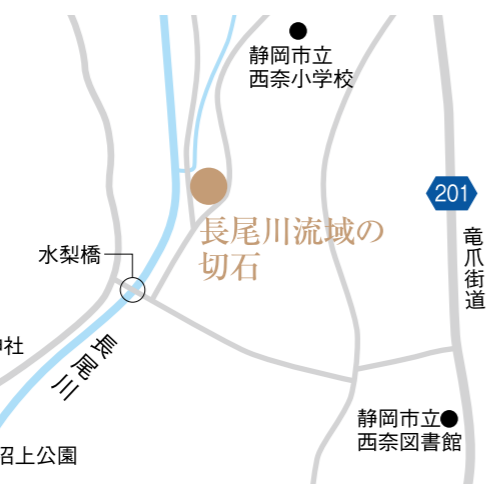 静岡市立
西奈小学校
201
長尾川流域の
切石
竜爪街道
水梨橋
長尾川
神社
沼上公園
静岡市立
西奈図書館